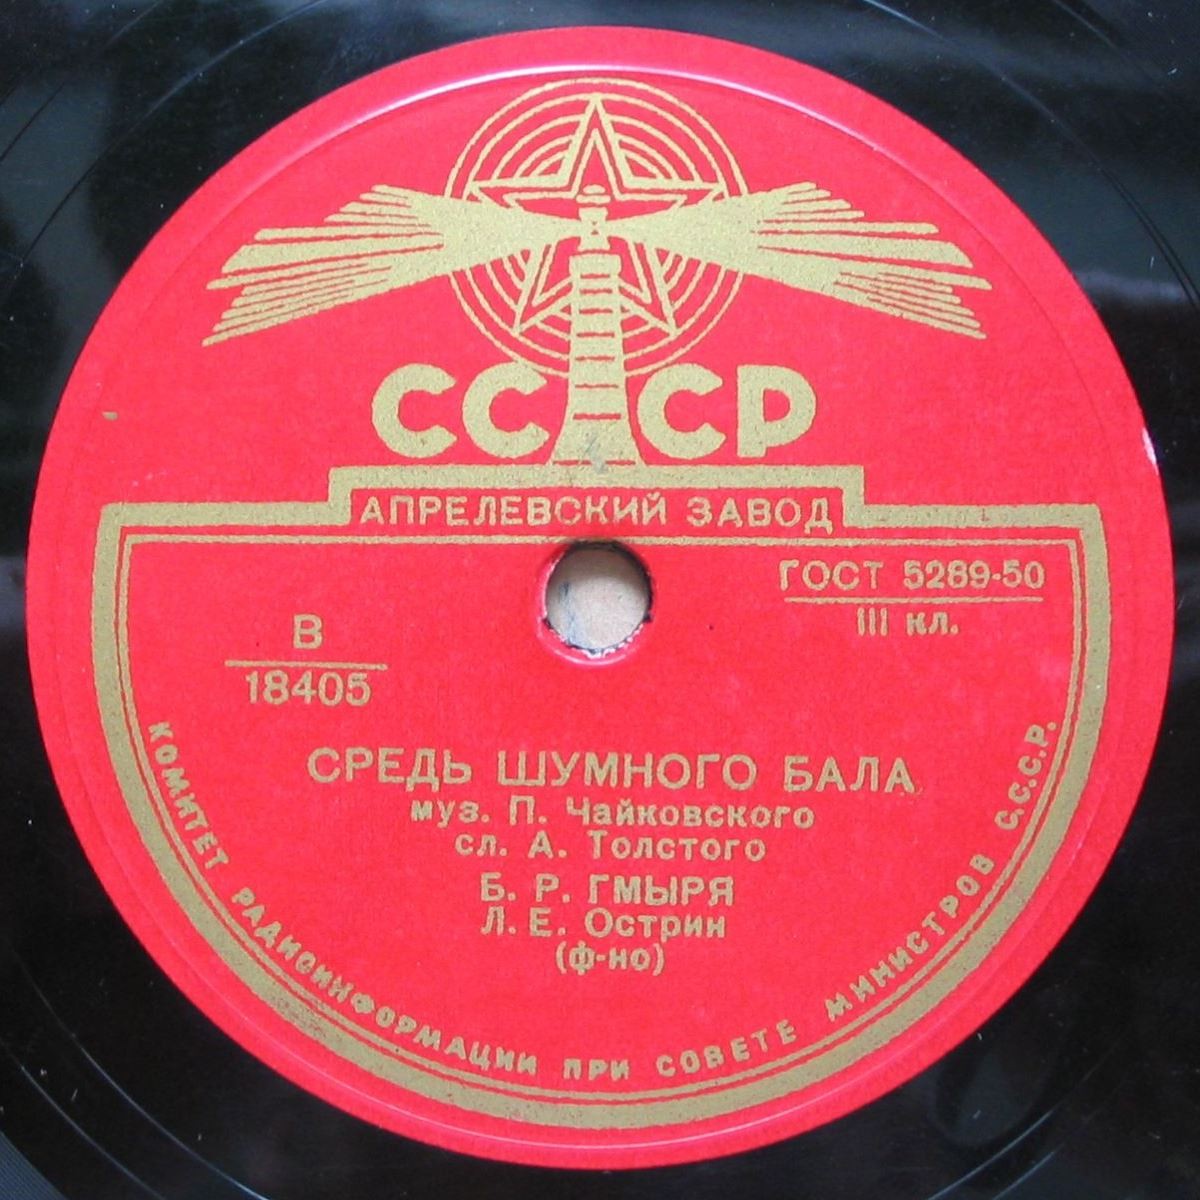 СССР
АПРЕЛЕВСКИЙ ЗАВОД
ГОСТ 5289-50
III кл.
В
18405
СРЕДЬ ШУМНОГО БАЛА
муз. П. Чайковского
сл. А. Толстого
Б. Р. ГМЫРЯ
Л. Е. Острин
(ф-но)
КОМИТЕТ РАДИОИНФОРМАЦИИ ПРИ СОВЕТЕ МИНИСТРОВ С.С.С.Р.